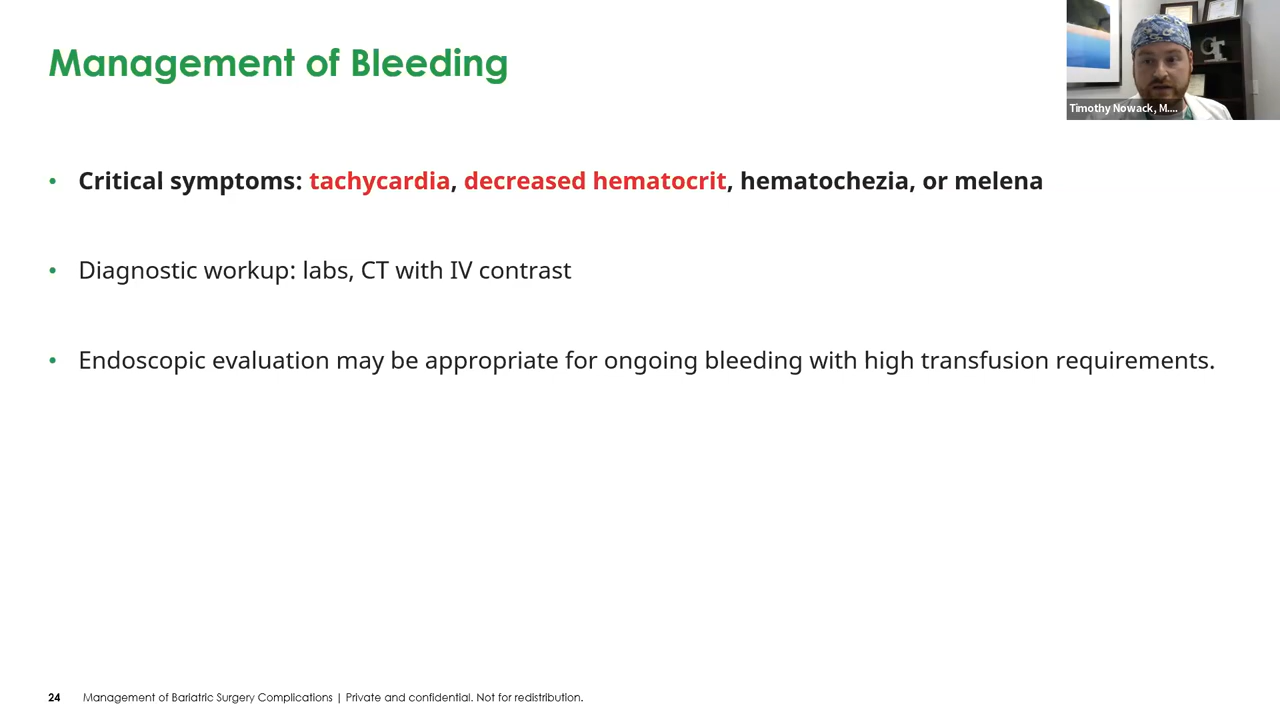 Management of Bleeding
Timothy Nowack, M....
• Critical symptoms: tachycardia, decreased hematocrit, hematochezia, or melena
• Diagnostic workup: labs, CT with IV contrast
• Endoscopic evaluation may be appropriate for ongoing bleeding with high transfusion requirements.
24 Management of Bariatric Surgery Complications | Private and confidential. Not for redistribution.